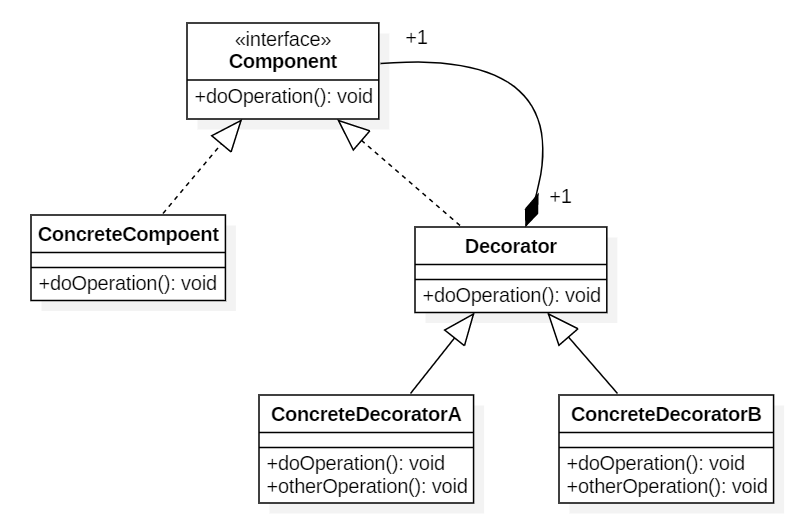 «interface»
Component
+doOperation(): void
+1
+1
ConcreteCompoent
+doOperation(): void
Decorator
+doOperation(): void
ConcreteDecoratorA
+doOperation(): void
+otherOperation(): void
ConcreteDecoratorB
+doOperation(): void
+otherOperation(): void